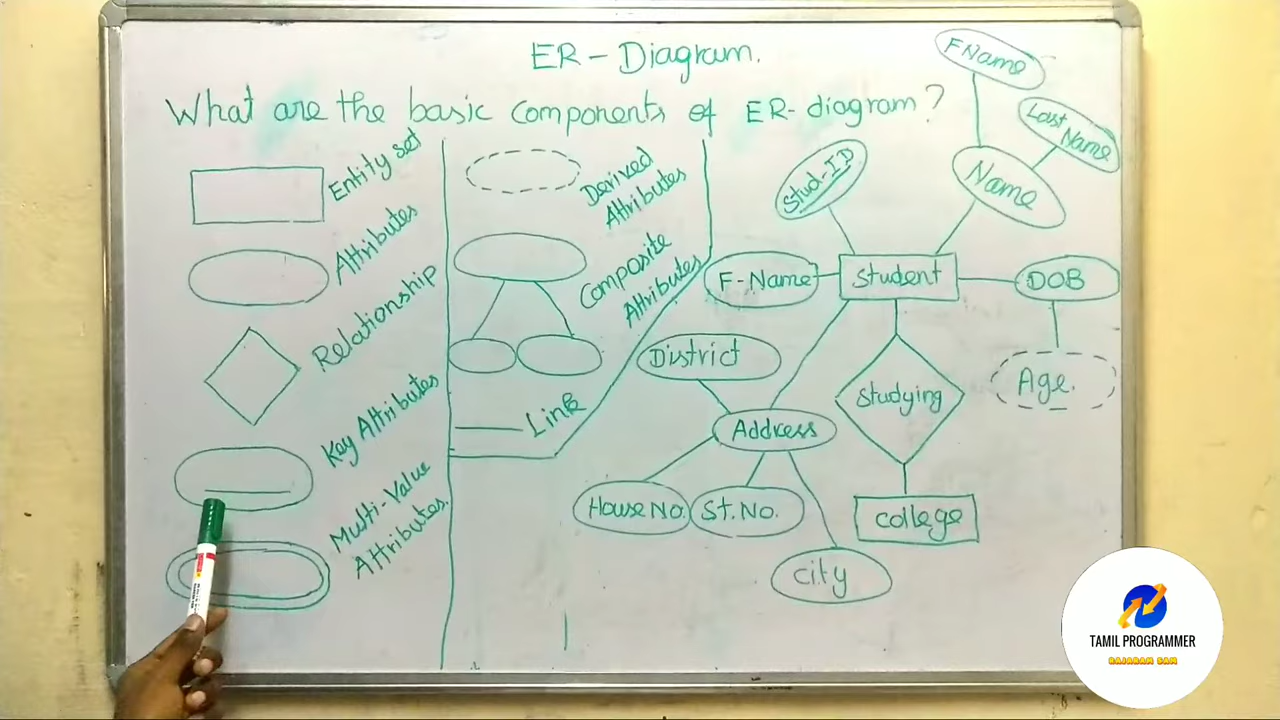 ER-Diagram.
What are the basic components of ER-diagram?
Entity set
Attributes
Relationship
Key Attributes
Multi-Value
Attributes.
Derived
Attributes
Composite
Attributes
Link
FName
Last
Name
Name
Stud-ID
F-Name
Student
DOB
Age.
District
Address
Studying
House No.
St.No.
City
College
TAMIL PROGRAMMER
RAJARAM SAN